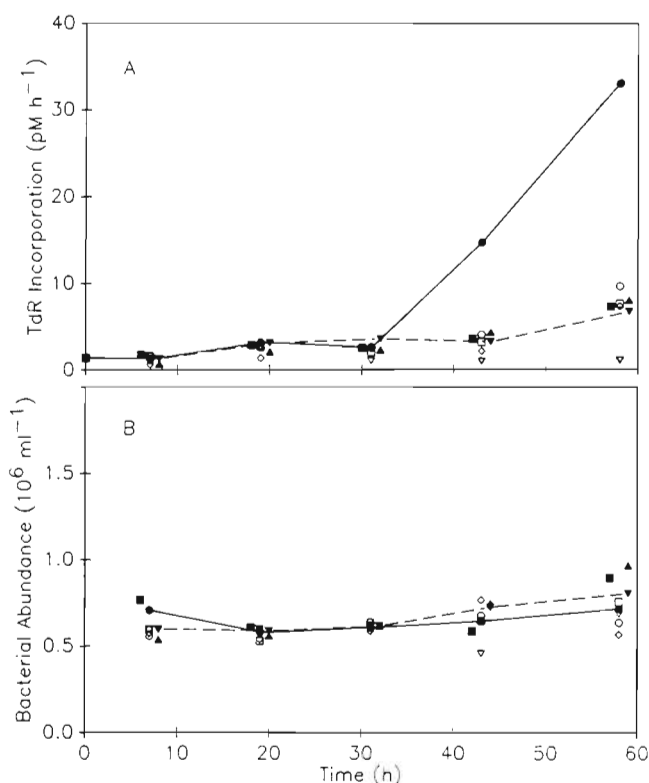 40
30
20
10
0
TdR Incorporation (pM h⁻¹)
A
1.5
1.0
0.5
0.0
Bacterial Abundance (10⁶ ml⁻¹)
B
0 10 20 30 40 50 60
Time (h)